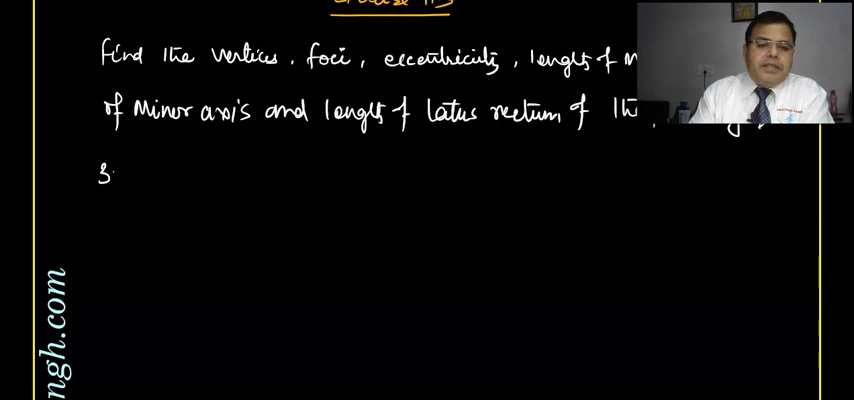 Find the vertices, foci, eccentricity, length of
of Minor axis and length of latus rectum of the
3.
ngh.com